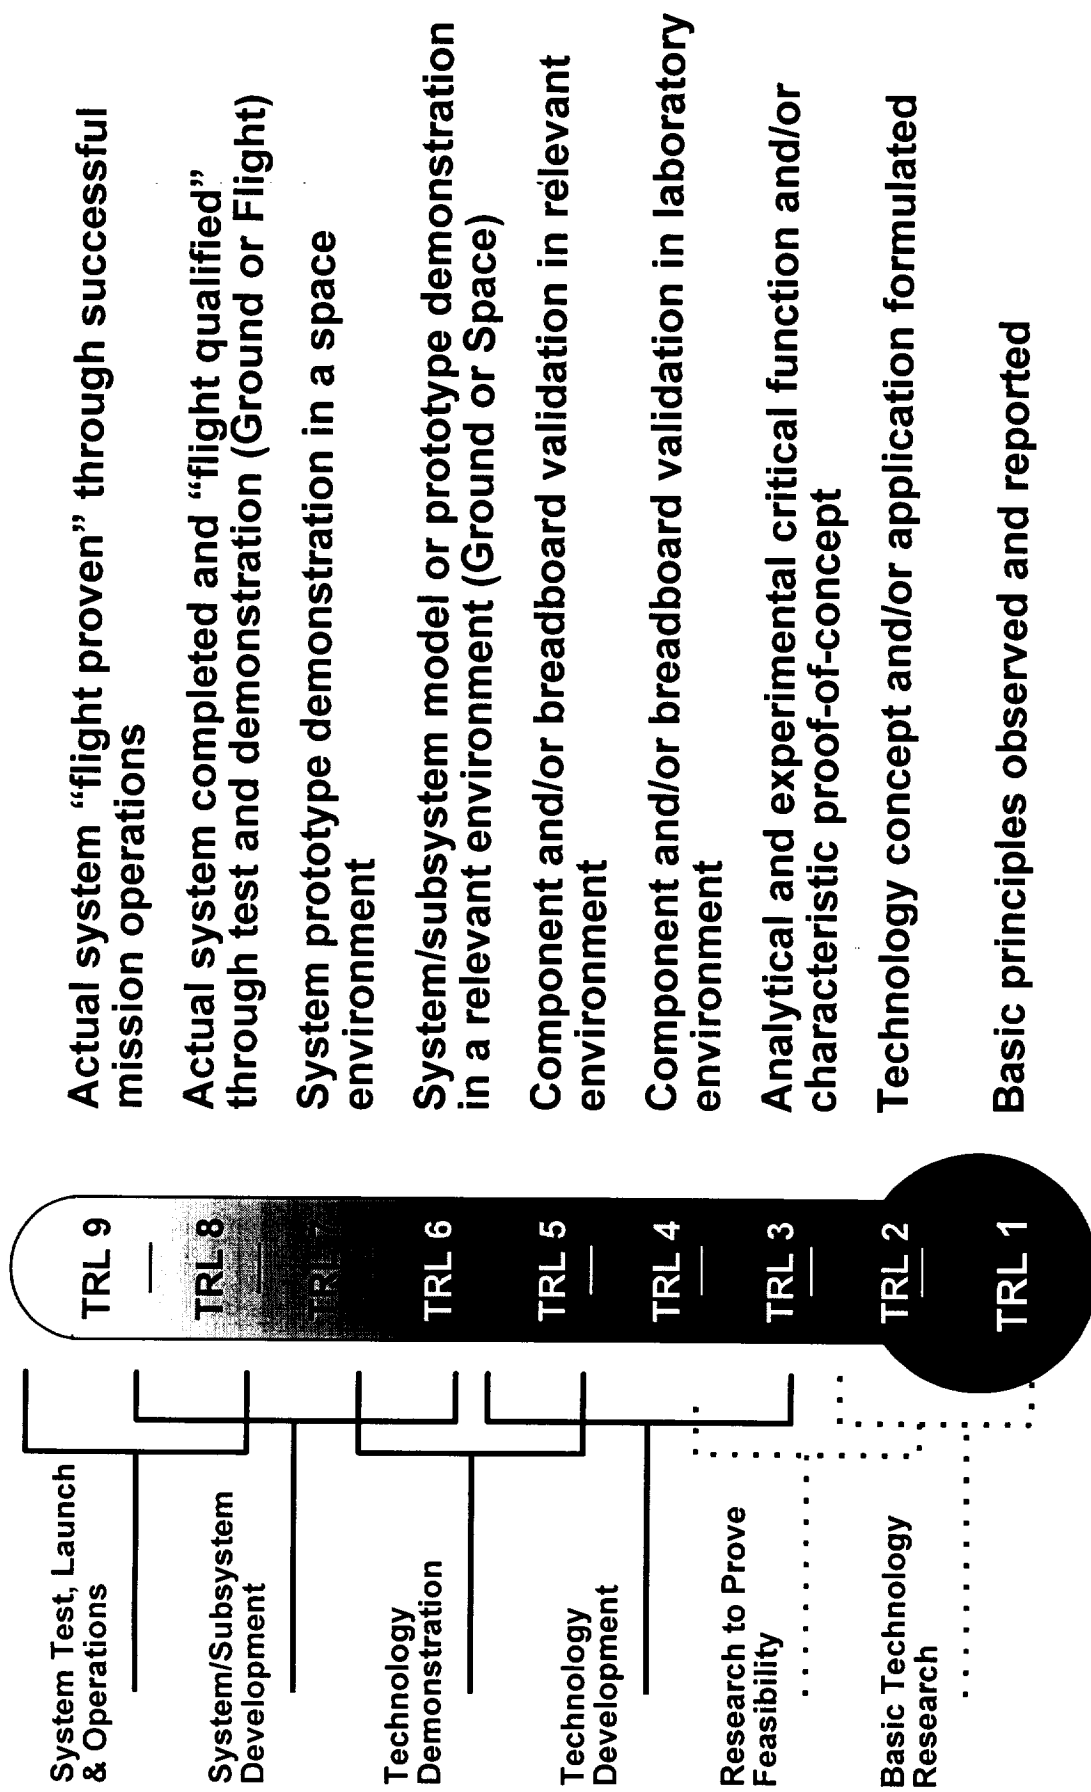 System Test, Launch
& Operations
System/Subsystem
Development
Technology
Demonstration
Technology
Development
Research to Prove
Feasibility
Basic Technology
Research
TRL 9
TRL 8
TRL 7
TRL 6
TRL 5
TRL 4
TRL 3
TRL 2
TRL 1
Actual system “flight proven” through successful
mission operations
Actual system completed and “flight qualified”
through test and demonstration (Ground or Flight)
System prototype demonstration in a space
environment
System/subsystem model or prototype demonstration
in a relevant environment (Ground or Space)
Component and/or breadboard validation in relevant
environment
Component and/or breadboard validation in laboratory
environment
Analytical and experimental critical function and/or
characteristic proof-of-concept
Technology concept and/or application formulated
Basic principles observed and reported